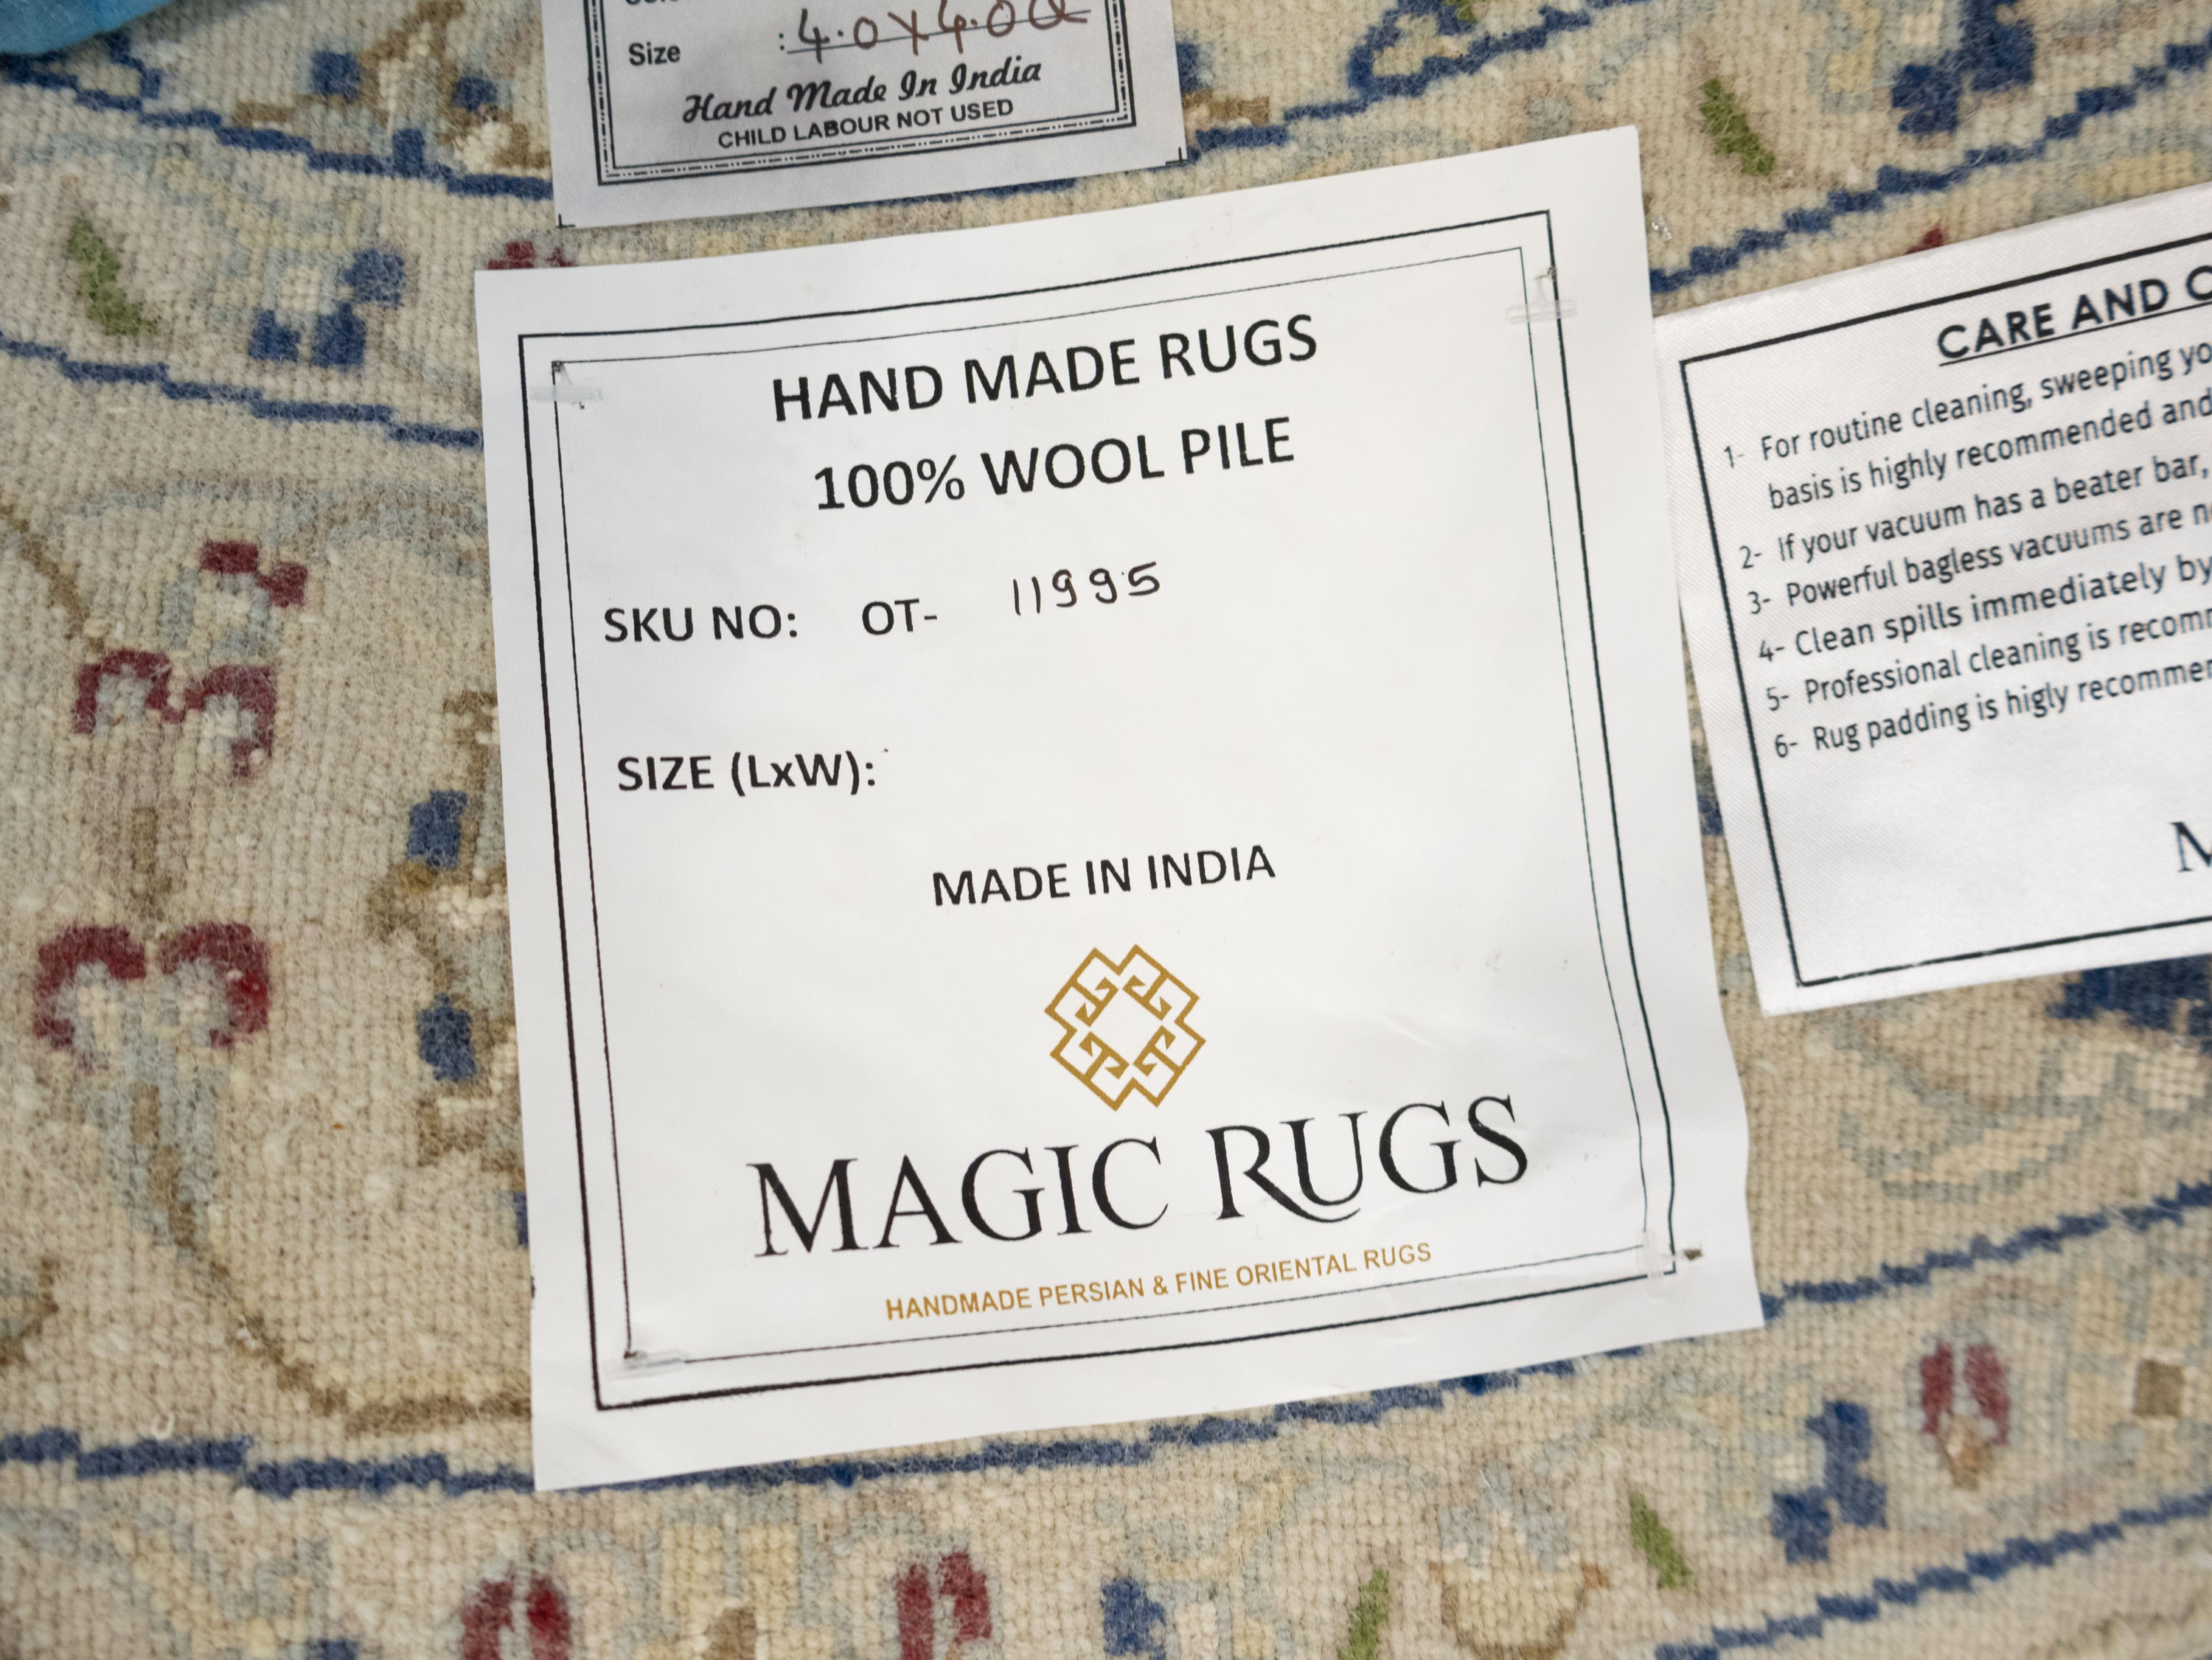 Size : 4.0X4.00
Hand Made In India
CHILD LABOUR NOT USED
HAND MADE RUGS
100% WOOL PILE
SKU NO: OT- 11995
SIZE (LxW):
MADE IN INDIA
MAGIC RUGS
HANDMADE PERSIAN & FINE ORIENTAL RUGS
CARE AND
1- For routine cleaning, sweeping
basis is highly recommended and
2- If your vacuum has a beater bar,
3- Powerful bagless vacuums are
4- Clean spills immediately by
5- Professional cleaning is
6- Rug padding is higly